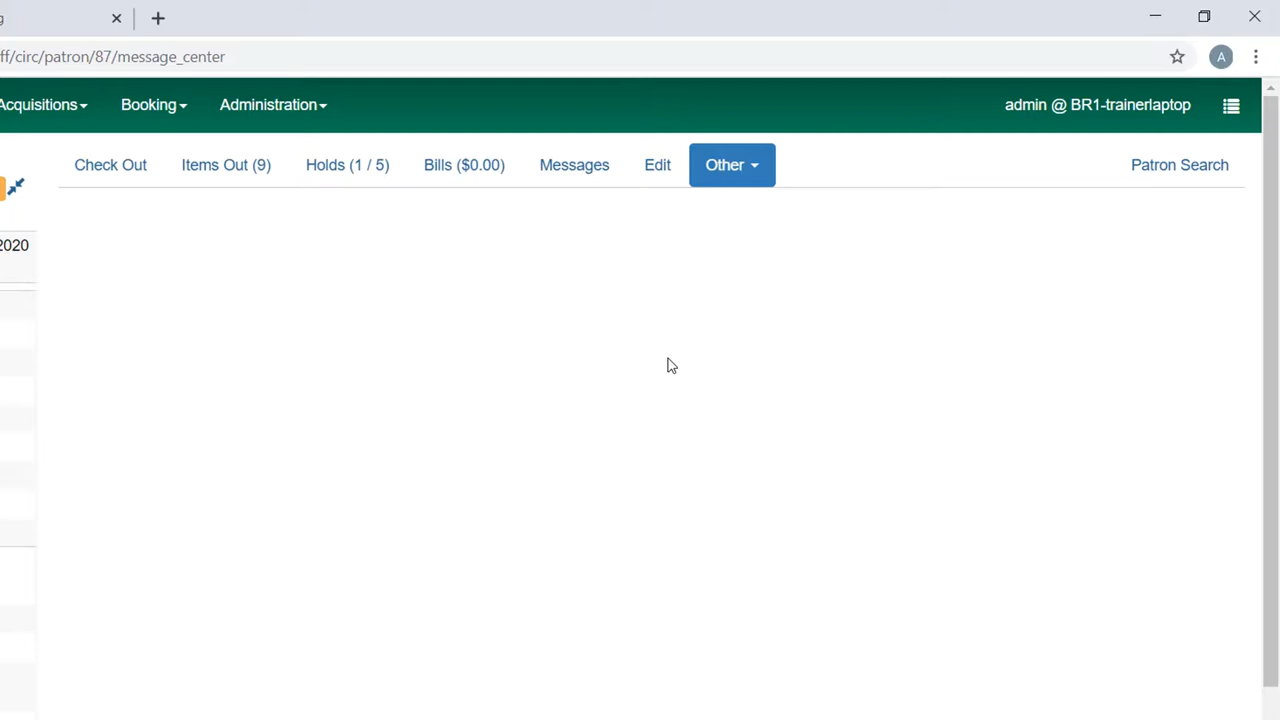 ff/circ/patron/87/message_center
A
Acquisitions
Booking
Administration
admin @ BR1-trainerlaptop
Check Out
Items Out (9)
Holds (1 / 5)
Bills ($0.00)
Messages
Edit
Other
Patron Search
2020